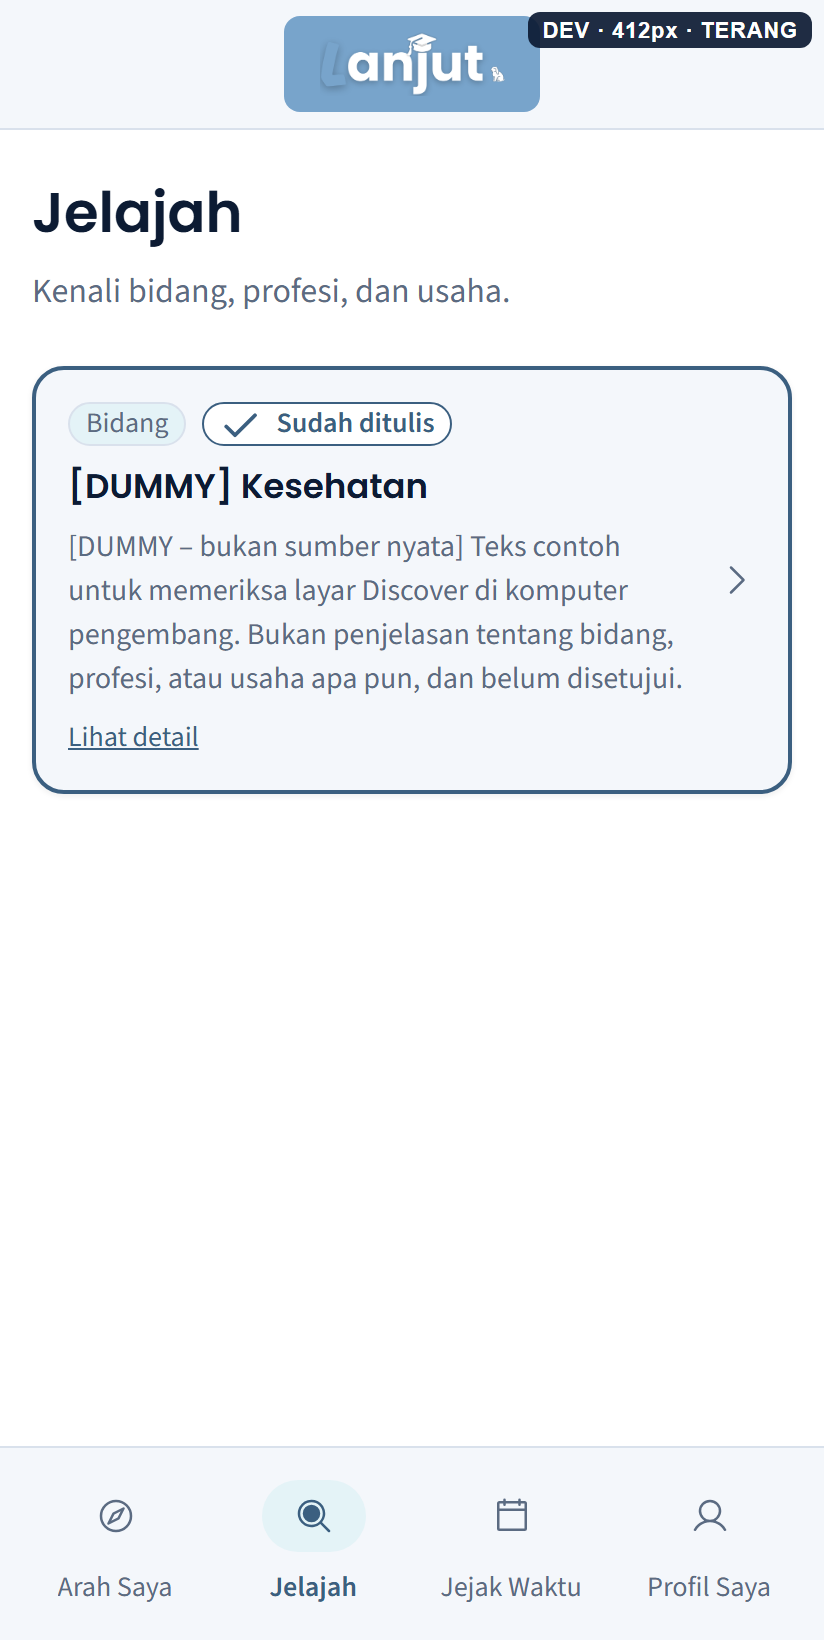 Lanjut
DEV · 412px · TERANG
Jelajah
Kenali bidang, profesi, dan usaha.
Bidang
Sudah ditulis
[DUMMY] Kesehatan
[DUMMY – bukan sumber nyata] Teks contoh
untuk memeriksa layar Discover di komputer
pengembang. Bukan penjelasan tentang bidang,
profesi, atau usaha apa pun, dan belum disetujui.
Lihat detail
Arah Saya
Jelajah
Jejak Waktu
Profil Saya